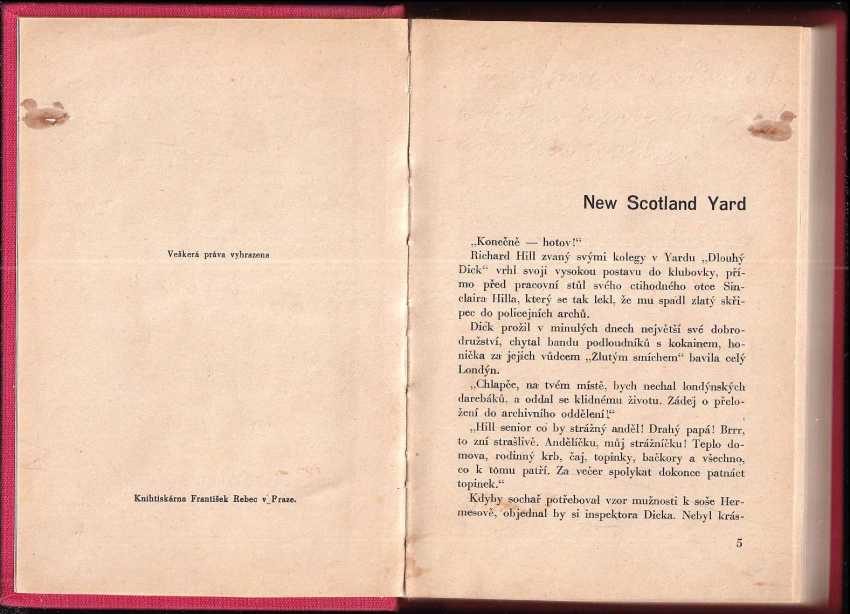 Veškerá práva vyhrazena
Knihtiskárna František Rebec v Praze.
New Scotland Yard
„Konečně — hotov!“
Richard Hill zvaný svými kolegy v Yardu „Dlouhý
Dick“ vrhl svoji vysokou postavu do klubovky, pří-
mo před pracovní stůl svého ctihodného otce Sin-
claira Hilla, který se tak lekl, že mu spadl zlatý skři-
pec do policejních archů.
Dick prožil v minulých dnech největší své dobro-
družství, chytal bandu podloudníků s kokainem, ho-
nička za jejich vůdcem „Žlutým smíchem“ bavila celý
Londýn.
„Chlapče, na tvém místě, bych nechal londýnských
darebáků, a oddal se klidnému životu. Žádej o přelo-
žení do archivního oddělení!“
„Hill senior co by strážný anděl! Drahý papá! Brrr,
to zní strašlivě. Andělíčku, můj strážníčku! Teplo do-
mova, rodinný krb, čaj, topinky, bačkory a všechno,
co k tomu patří. Za večer spolykat dokonce patnáct
topinek.“
Kdyby sochař potřeboval vzor mužnosti k soše Her-
mesově, objednal by si inspektora Dicka. Nebyl krás-
5